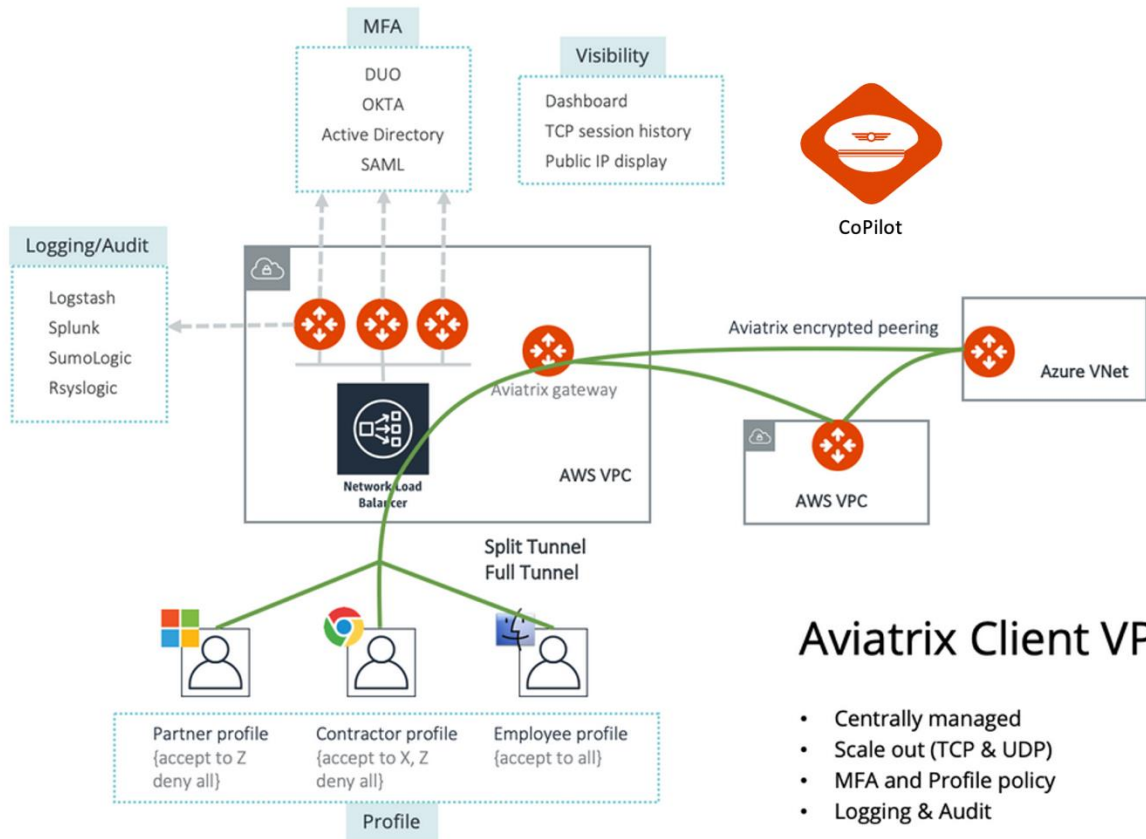 MFA
DUO
OKTA
Active Directory
SAML
Visibility
Dashboard
TCP session history
Public IP display
CoPilot
Logging/Audit
Logstash
Splunk
SumoLogic
Rsyslogic
Aviatrix encrypted peering
Azure VNet
Aviatrix gateway
AWS VPC
Network Load
Balancer
AWS VPC
Split Tunnel
Full Tunnel
Partner profile
{accept to Z
deny all}
Contractor profile
{accept to X, Z
deny all}
Employee profile
{accept to all}
Profile
Aviatrix Client VP
• Centrally managed
• Scale out (TCP & UDP)
• MFA and Profile policy
• Logging & Audit